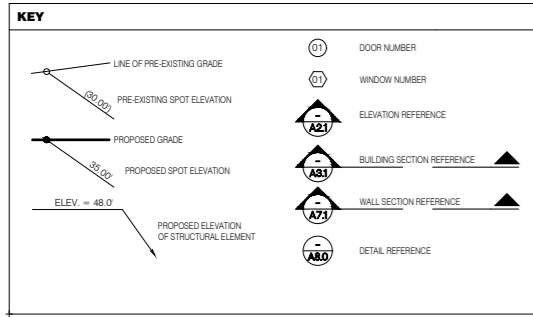 KEY
LINE OF PRE-EXISTING GRADE
(30.00')
PRE-EXISTING SPOT ELEVATION
PROPOSED GRADE
35.00'
PROPOSED SPOT ELEVATION
ELEV. = 48.0'
PROPOSED ELEVATION
OF STRUCTURAL ELEMENT
01 DOOR NUMBER
01 WINDOW NUMBER
-
A2.1 ELEVATION REFERENCE
-
A3.1 BUILDING SECTION REFERENCE
-
A7.1 WALL SECTION REFERENCE
-
A8.0 DETAIL REFERENCE